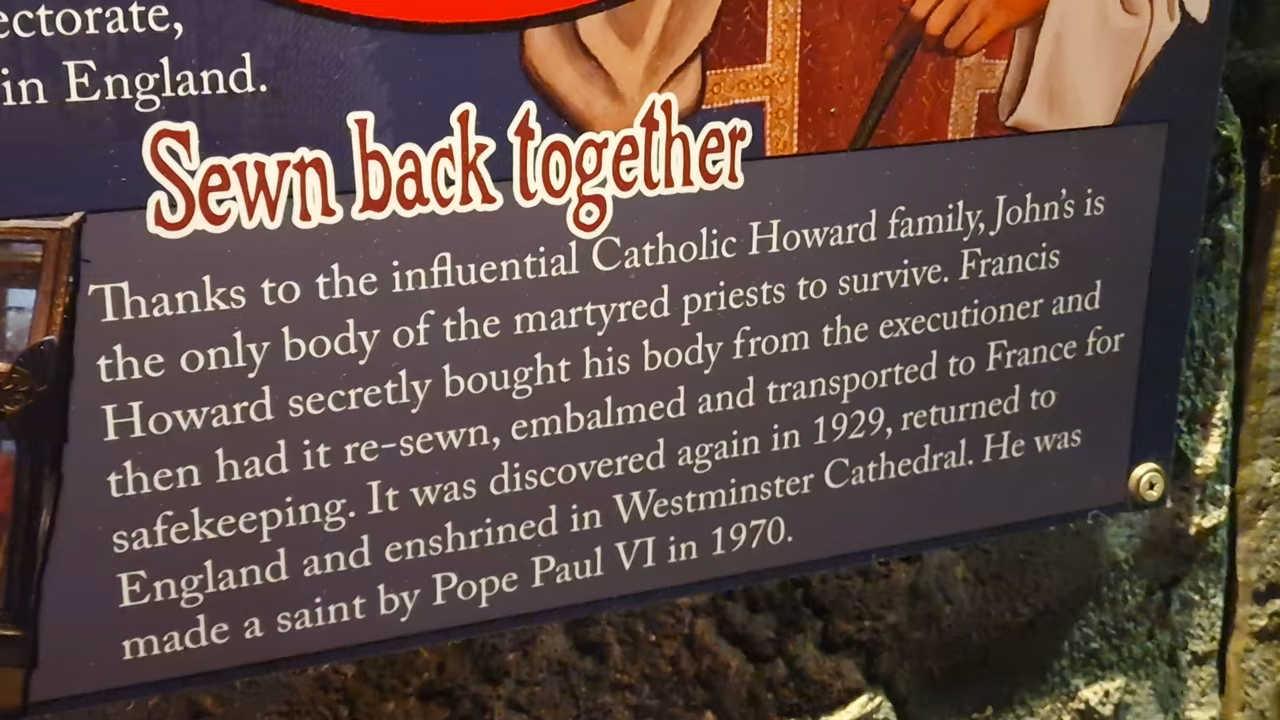 ectorate,
in England.
Sewn back together
Thanks to the influential Catholic Howard family, John's is
the only body of the martyred priests to survive. Francis
Howard secretly bought his body from the executioner and
then had it re-sewn, embalmed and transported to France for
safekeeping. It was discovered again in 1929, returned to
England and enshrined in Westminster Cathedral. He was
made a saint by Pope Paul VI in 1970.